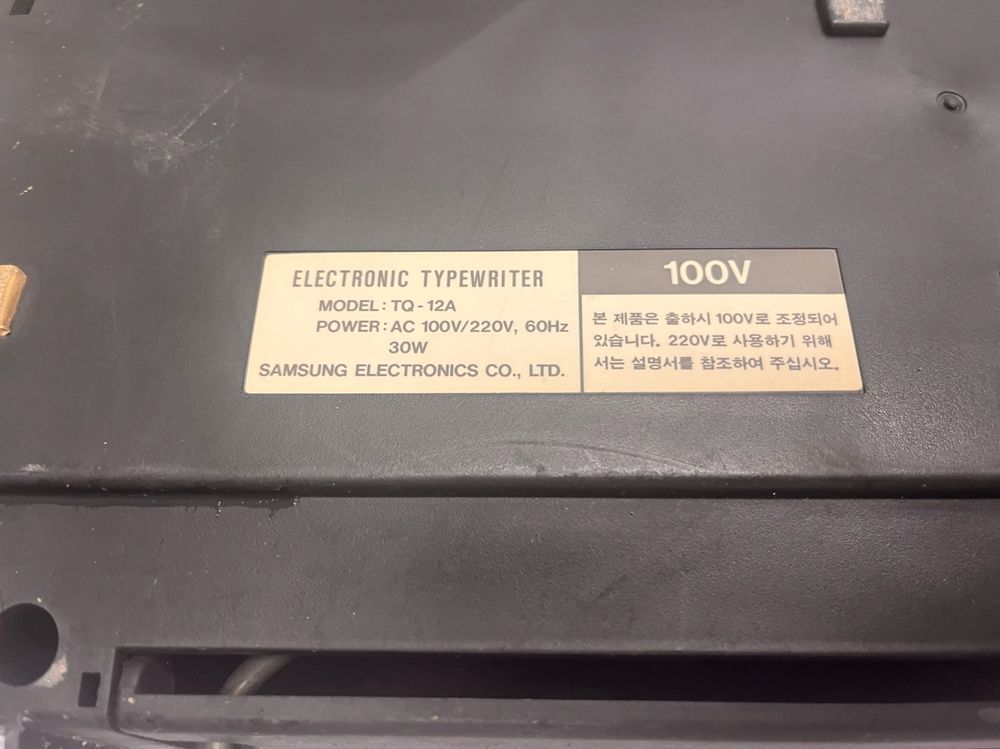 ELECTRONIC TYPEWRITER
MODEL : TQ - 12A
POWER : AC 100V/220V, 60Hz
30W
SAMSUNG ELECTRONICS CO., LTD.
100V
본 제품은 출하시 100V로 조정되어
있습니다. 220V로 사용하기 위해
서는 설명서를 참조하여 주십시오.